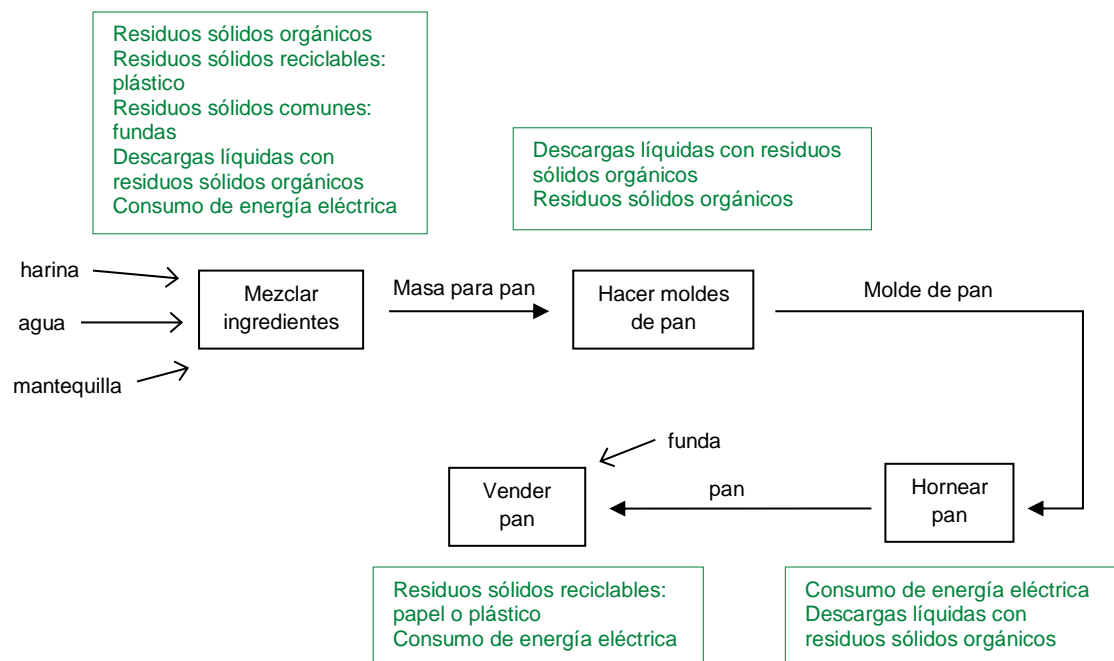 Residuos sólidos orgánicos
Residuos sólidos reciclables:
plástico
Residuos sólidos comunes:
fundas
Descargas líquidas con
residuos sólidos orgánicos
Consumo de energía eléctrica
Descargas líquidas con residuos
sólidos orgánicos
Residuos sólidos orgánicos
harina
agua
mantequilla
Mezclar
ingredientes
Masa para pan
Hacer moldes
de pan
Molde de pan
funda
Vender
pan
pan
Hornear
pan
Residuos sólidos reciclables:
papel o plástico
Consumo de energía eléctrica
Consumo de energía eléctrica
Descargas líquidas con
residuos sólidos orgánicos